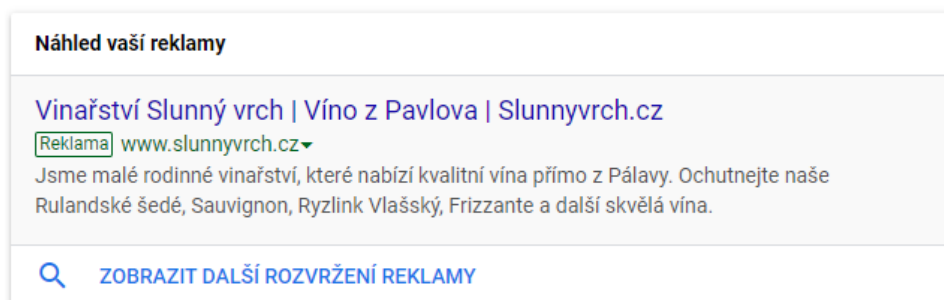 Náhled vaší reklamy
Vinařství Slunný vrch | Víno z Pavlova | Slunnyvrch.cz
Reklama www.slunnyvrch.cz
Jsme malé rodinné vinařství, které nabízí kvalitní vína přímo z Pálavy. Ochutnejte naše
Rulandské šedé, Sauvignon, Ryzlink Vlašský, Frizzante a další skvělá vína.
ZOBRAZIT DALŠÍ ROZVRŽENÍ REKLAMY